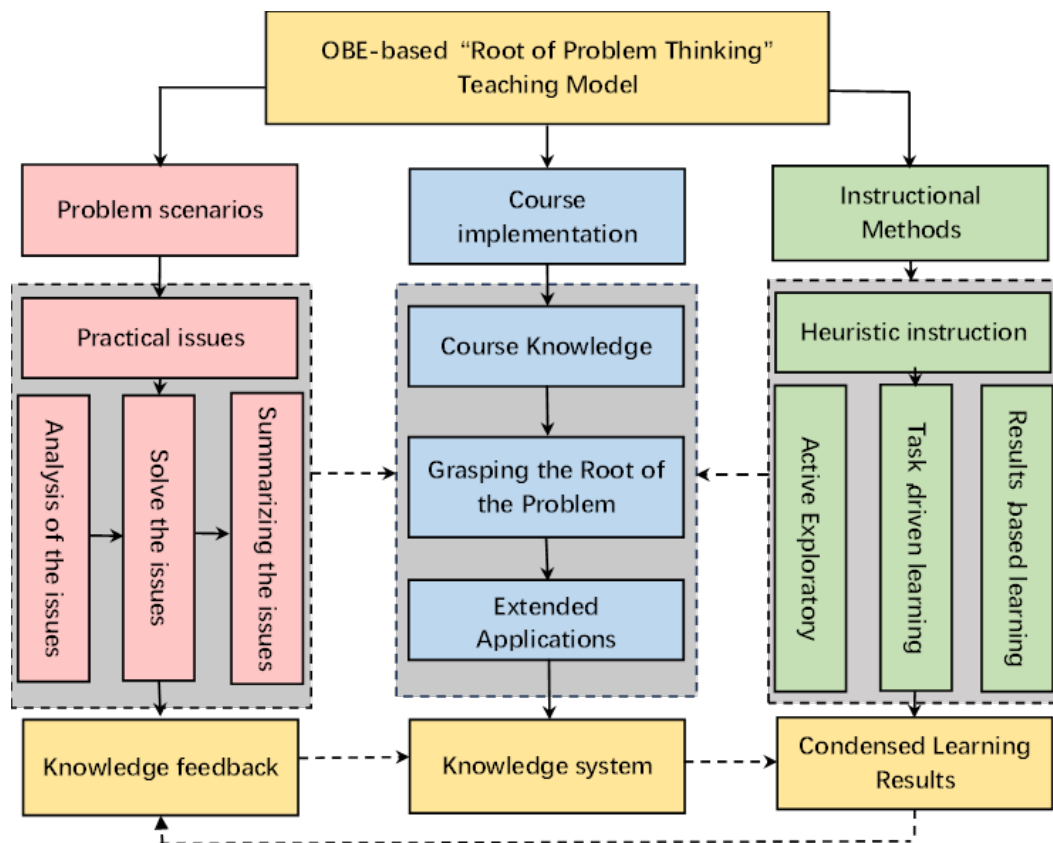 OBE-based “Root of Problem Thinking”
Teaching Model
Problem scenarios
Course
implementation
Instructional
Methods
Practical issues
Analysis of the issues
Solve the issues
Summarizing the issues
Course Knowledge
Grasping the Root of
the Problem
Extended
Applications
Heuristic instruction
Active Exploratory
Task ,driven learning
Results ,based learning
Knowledge feedback
Knowledge system
Condensed Learning
Results